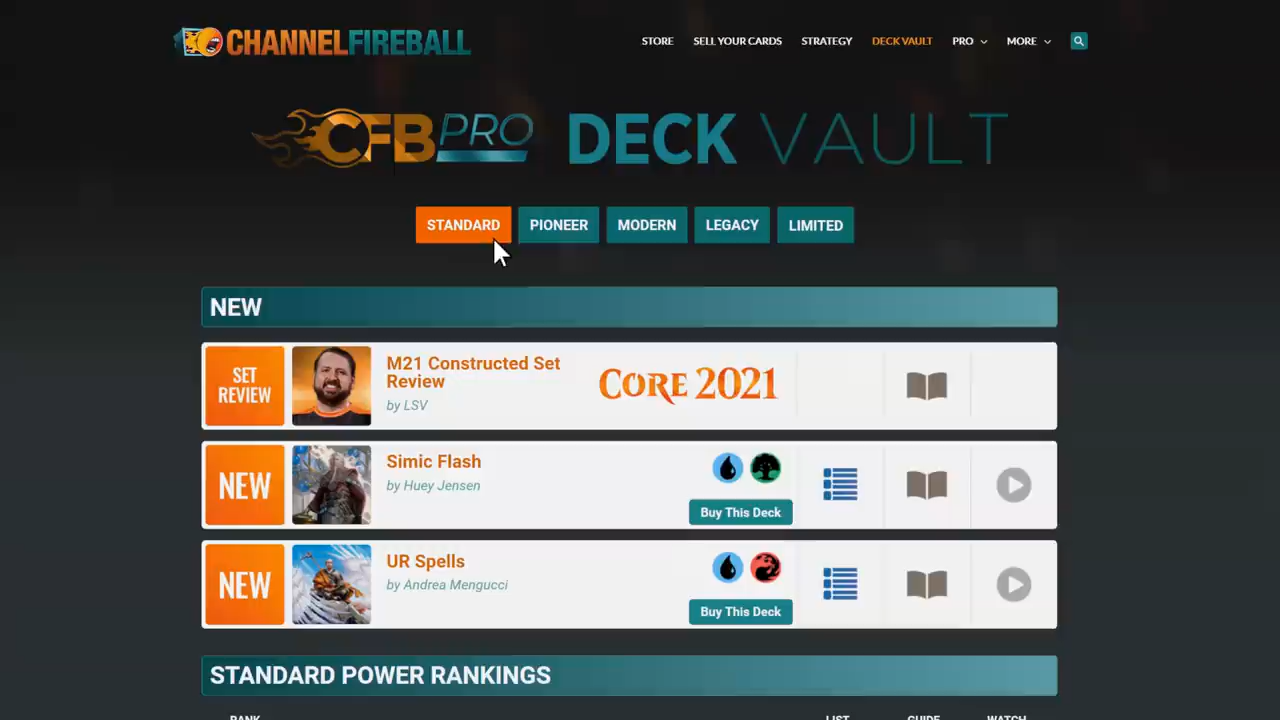 CHANNELFIREBALL
STORE SELL YOUR CARDS STRATEGY DECK VAULT PRO MORE
CFB PRO DECK VAULT
STANDARD PIONEER MODERN LEGACY LIMITED
NEW
SET
REVIEW
M21 Constructed Set
Review
by LSV
CORE 2021
NEW
Simic Flash
by Huey Jensen
Buy This Deck
NEW
UR Spells
by Andrea Mengucci
Buy This Deck
STANDARD POWER RANKINGS
RANK LIST GUIDE WATCH